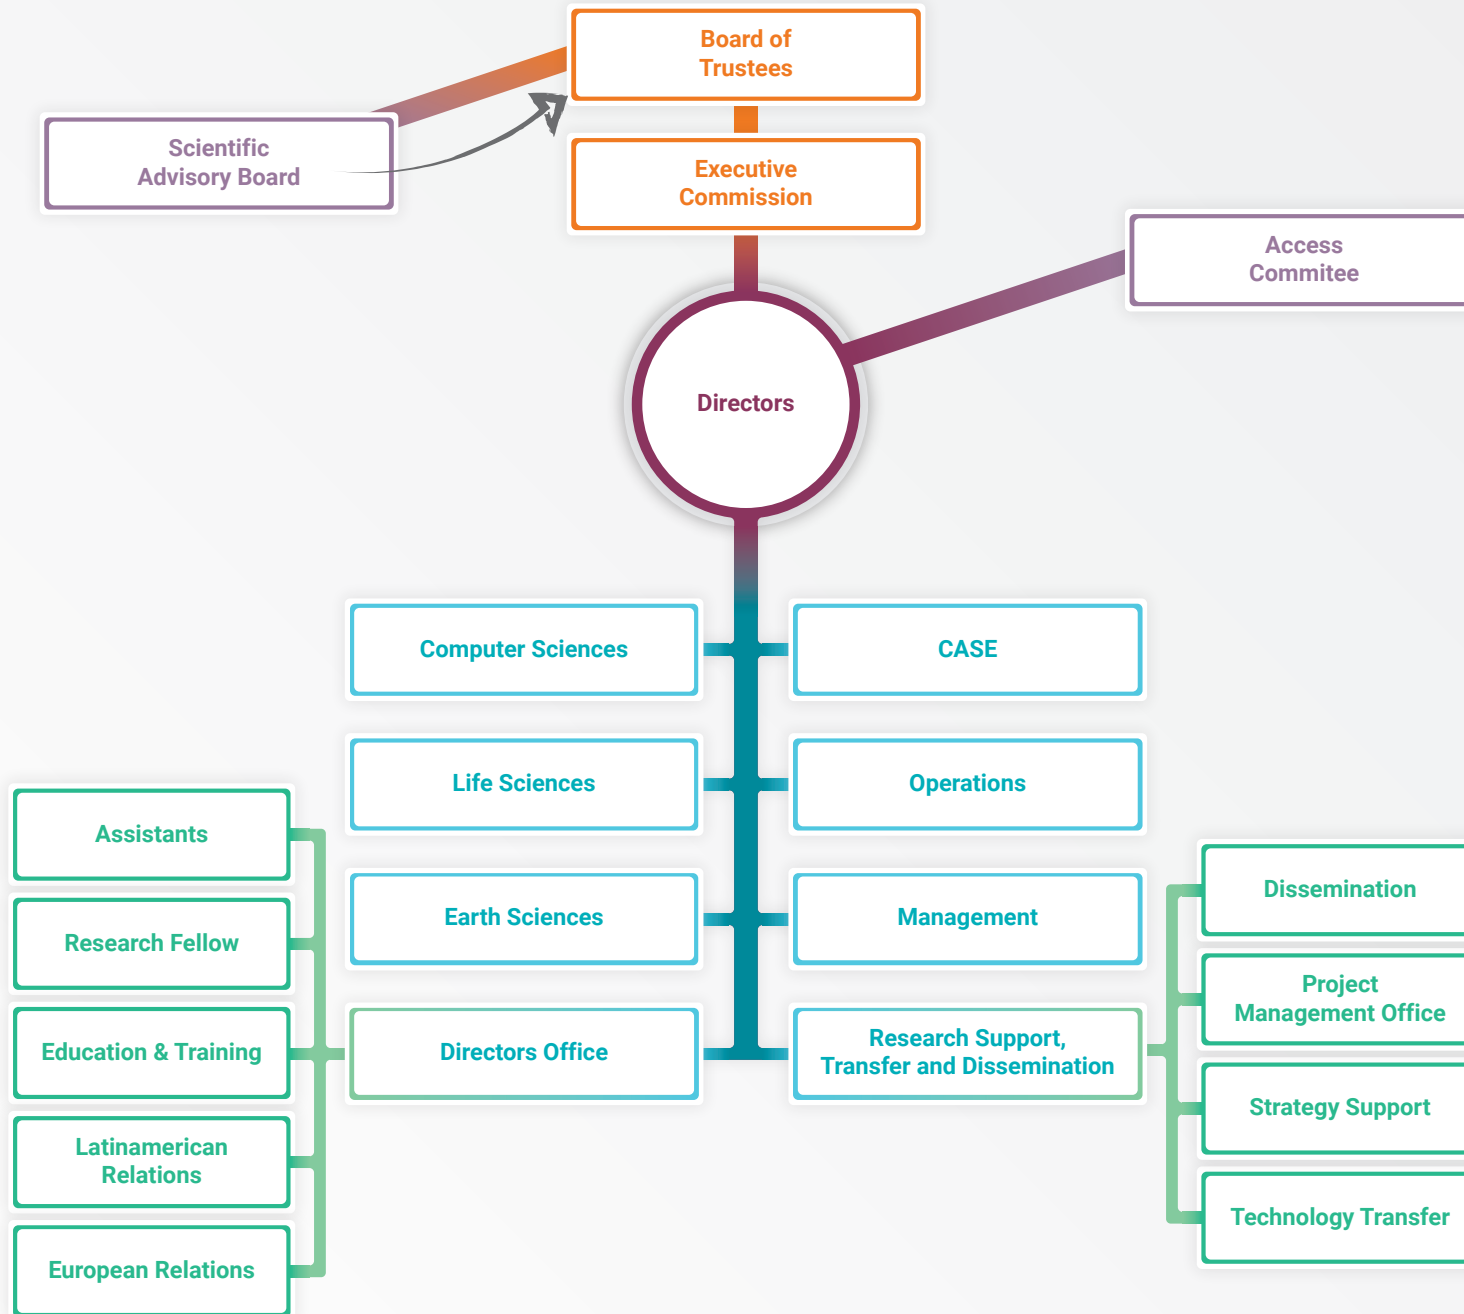 Board of
Trustees
Scientific
Advisory Board
Executive
Commission
Access
Commitee
Directors
Computer Sciences
CASE
Life Sciences
Operations
Earth Sciences
Management
Directors Office
Research Support,
Transfer and Dissemination
Assistants
Research Fellow
Education & Training
Latinamerican
Relations
European Relations
Dissemination
Project
Management Office
Strategy Support
Technology Transfer